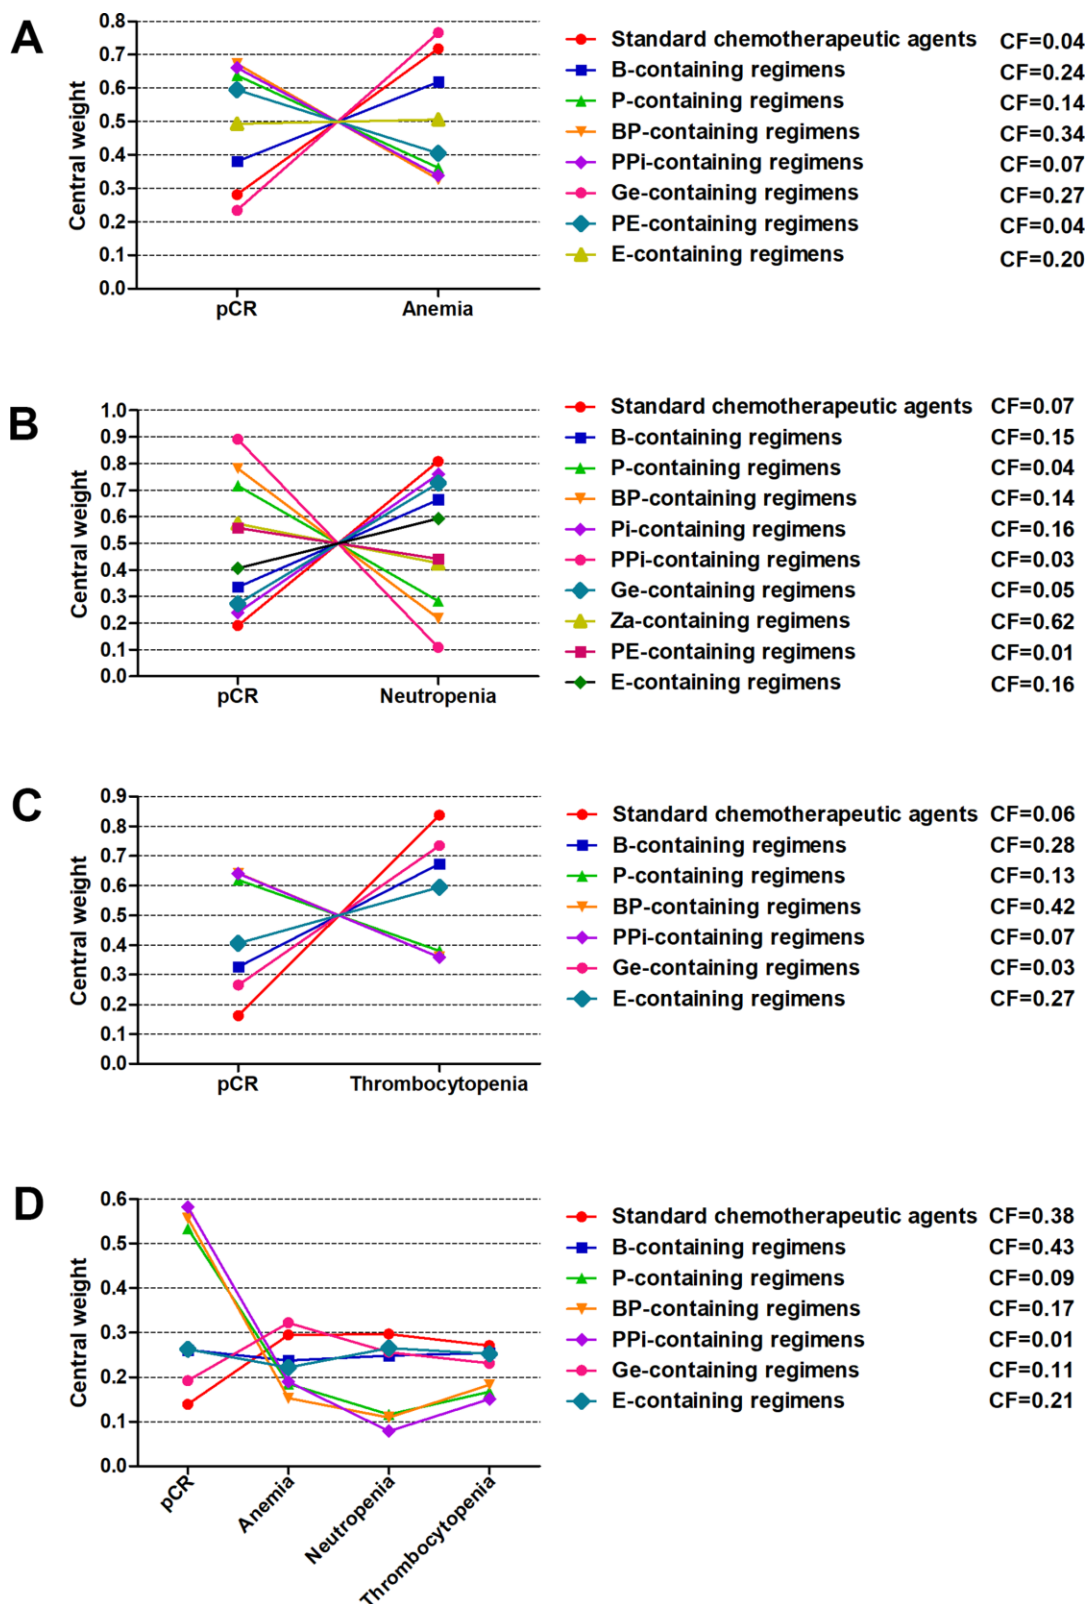 A
Central weight
0.8
0.7
0.6
0.5
0.4
0.3
0.2
0.1
0.0
pCR
Anemia
Standard chemotherapeutic agents CF=0.04
B-containing regimens CF=0.24
P-containing regimens CF=0.14
BP-containing regimens CF=0.34
PPi-containing regimens CF=0.07
Ge-containing regimens CF=0.27
PE-containing regimens CF=0.04
E-containing regimens CF=0.20
B
Central weight
1.0
0.9
0.8
0.7
0.6
0.5
0.4
0.3
0.2
0.1
0.0
pCR
Neutropenia
Standard chemotherapeutic agents CF=0.07
B-containing regimens CF=0.15
P-containing regimens CF=0.04
BP-containing regimens CF=0.14
Pi-containing regimens CF=0.16
PPi-containing regimens CF=0.03
Ge-containing regimens CF=0.05
Za-containing regimens CF=0.62
PE-containing regimens CF=0.01
E-containing regimens CF=0.16
C
Central weight
0.9
0.8
0.7
0.6
0.5
0.4
0.3
0.2
0.1
0.0
pCR
Thrombocytopenia
Standard chemotherapeutic agents CF=0.06
B-containing regimens CF=0.28
P-containing regimens CF=0.13
BP-containing regimens CF=0.42
PPi-containing regimens CF=0.07
Ge-containing regimens CF=0.03
E-containing regimens CF=0.27
D
Central weight
0.6
0.5
0.4
0.3
0.2
0.1
0.0
pCR
Anemia
Neutropenia
Thrombocytopenia
Standard chemotherapeutic agents CF=0.38
B-containing regimens CF=0.43
P-containing regimens CF=0.09
BP-containing regimens CF=0.17
PPi-containing regimens CF=0.01
Ge-containing regimens CF=0.11
E-containing regimens CF=0.21